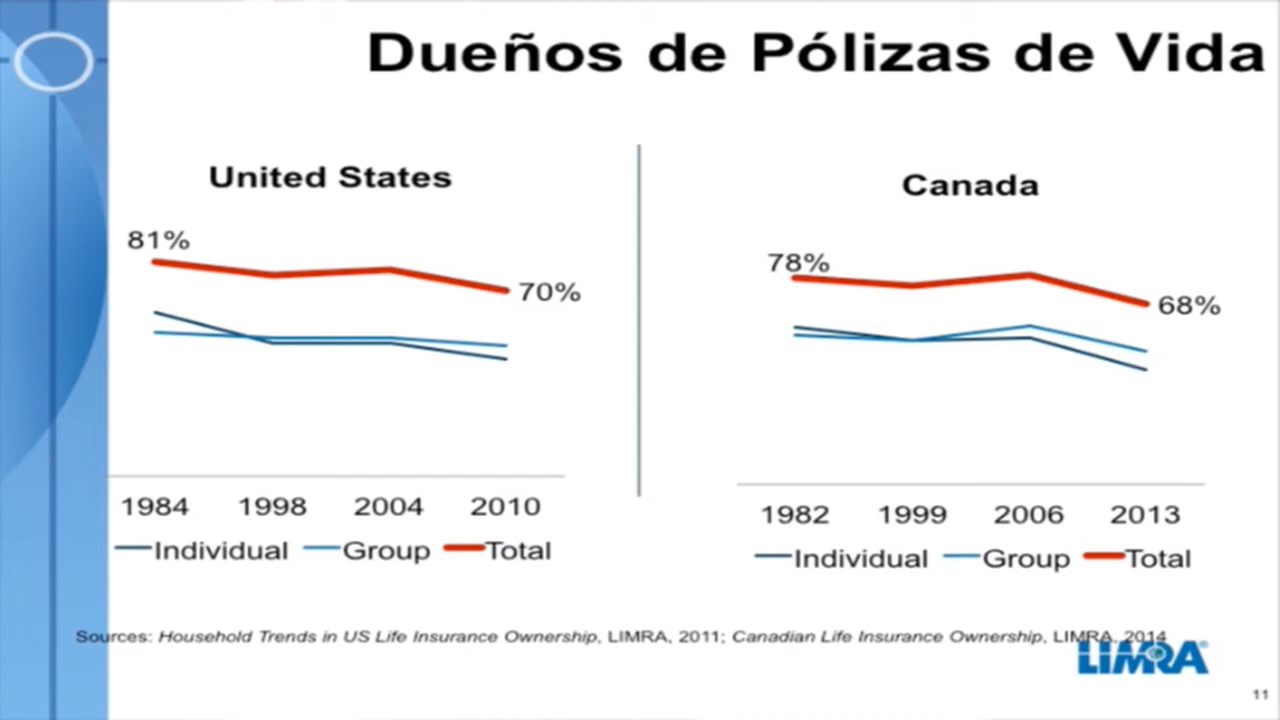 Dueños de Pólizas de Vida
United States
81%
70%
1984 1998 2004 2010
Individual Group Total
Canada
78%
68%
1982 1999 2006 2013
Individual Group Total
Sources: Household Trends in US Life Insurance Ownership, LIMRA, 2011; Canadian Life Insurance Ownership, LIMRA, 2014
LIMRA
11